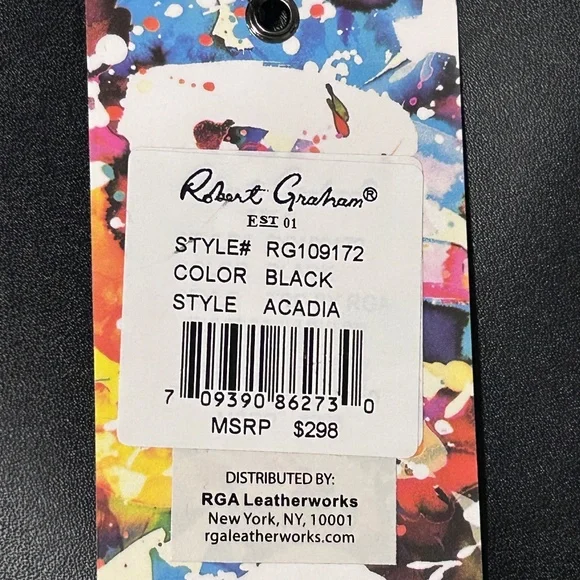 Robert Graham®
EST 01
STYLE# RG109172
COLOR BLACK
STYLE ACADIA
7 09390 86273 0
MSRP $298
DISTRIBUTED BY:
RGA Leatherworks
New York, NY, 10001
rgaleatherworks.com